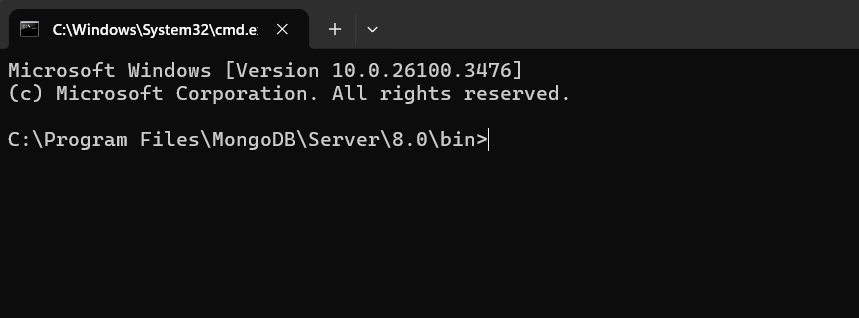 C:\Windows\System32\cmd.e
Microsoft Windows [Version 10.0.26100.3476]
(c) Microsoft Corporation. All rights reserved.
C:\Program Files\MongoDB\Server\8.0\bin>